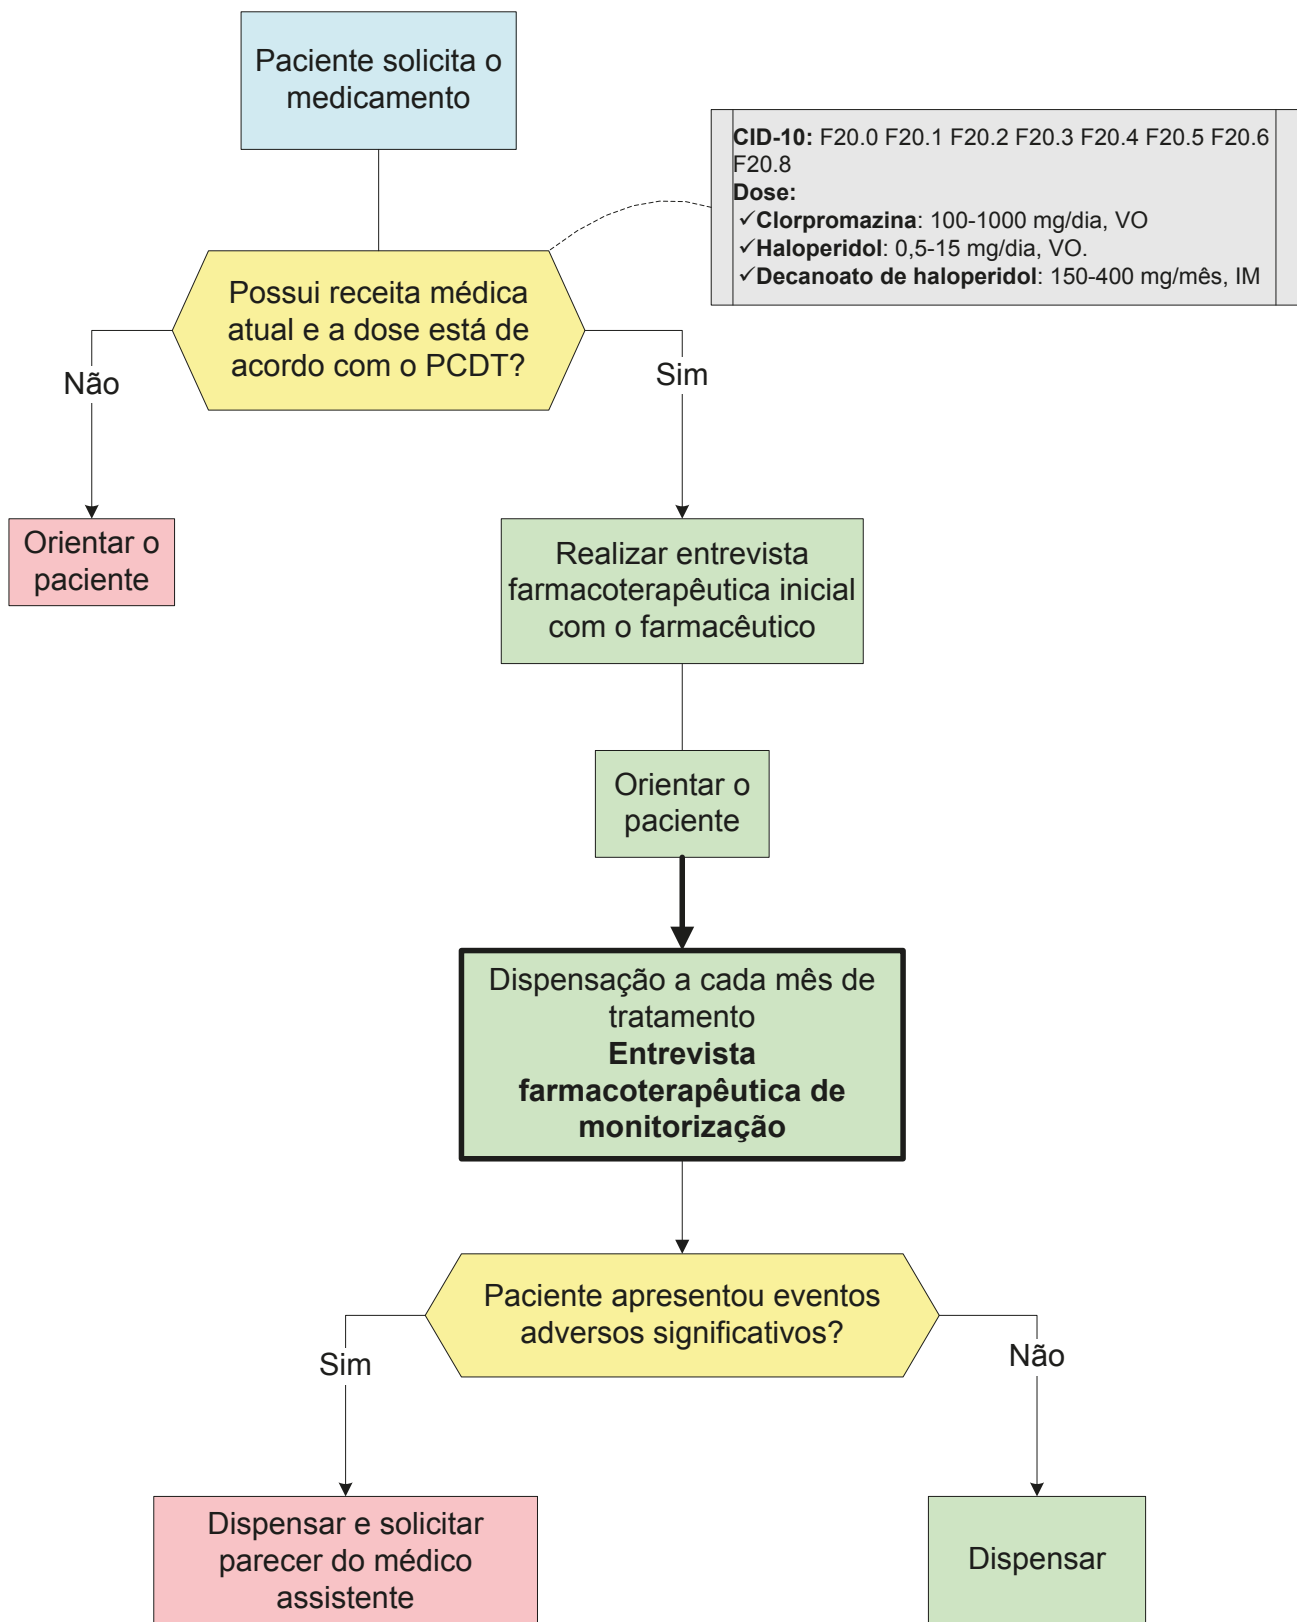 Paciente solicita o
medicamento
CID-10: F20.0 F20.1 F20.2 F20.3 F20.4 F20.5 F20.6
F20.8
Dose:
✓Clorpromazina: 100-1000 mg/dia, VO
✓Haloperidol: 0,5-15 mg/dia, VO.
✓Decanoato de haloperidol: 150-400 mg/mês, IM
Possui receita médica
atual e a dose está de
acordo com o PCDT?
Não
Sim
Orientar o
paciente
Realizar entrevista
farmacoterapêutica inicial
com o farmacêutico
Orientar o
paciente
Dispensação a cada mês de
tratamento
Entrevista
farmacoterapêutica de
monitorização
Paciente apresentou eventos
adversos significativos?
Sim
Não
Dispensar e solicitar
parecer do médico
assistente
Dispensar